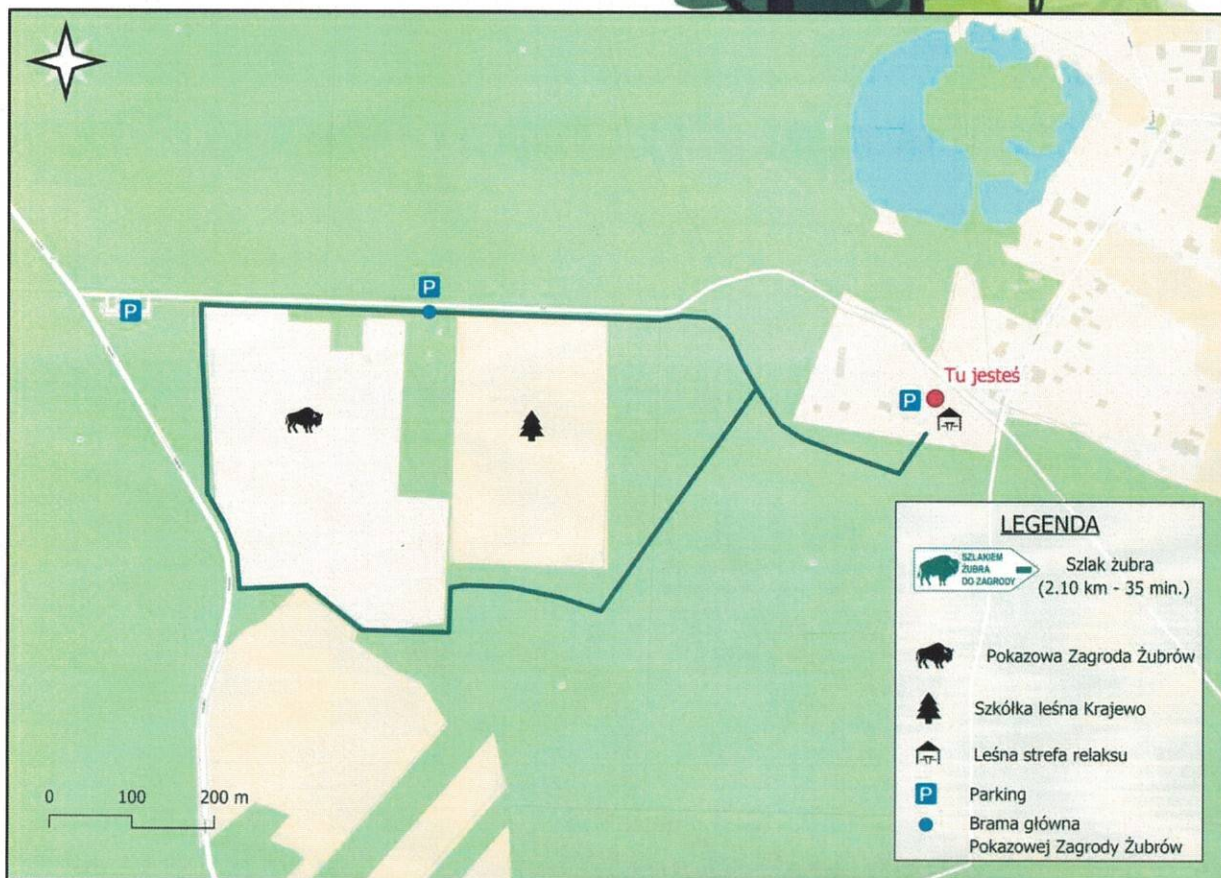 P
P
Tu jesteś
P
LEGENDA
SZLAKIEM
ŻUBRA
DO ZAGRODY
Szlak żubra
(2.10 km - 35 min.)
Pokazowa Zagroda Żubrów
Szkółka leśna Krajewo
Leśna strefa relaksu
P Parking
Brama główna
Pokazowej Zagrody Żubrów
0 100 200 m